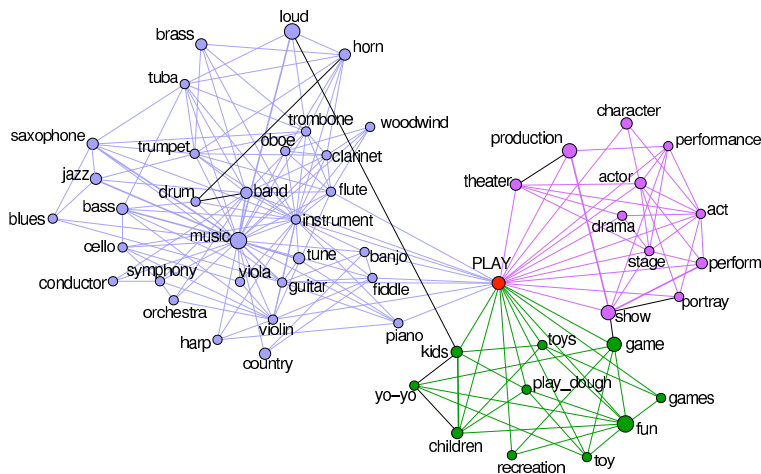 loud
brass
horn
tuba
character
trombone
woodwind
production
performance
saxophone
oboe
trumpet
clarinet
jazz
theater
actor
drum
band
flute
blues
bass
instrument
act
drama
music
cello
tune
banjo
PLAY
stage
perform
symphony
viola
conductor
guitar
fiddle
orchestra
portray
show
violin
piano
harp
kids
toys
game
country
play_dough
yo-yo
games
children
fun
recreation
toy